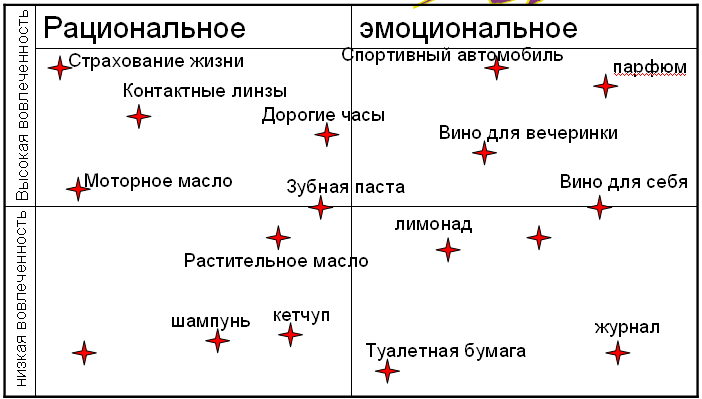 Рациональное
эмоциональное
Высокая вовлеченность
Страхование жизни
Спортивный автомобиль
парфюм
Контактные линзы
Дорогие часы
Вино для вечеринки
Моторное масло
Зубная паста
Вино для себя
низкая вовлеченность
лимонад
Растительное масло
шампунь
кетчуп
журнал
Туалетная бумага